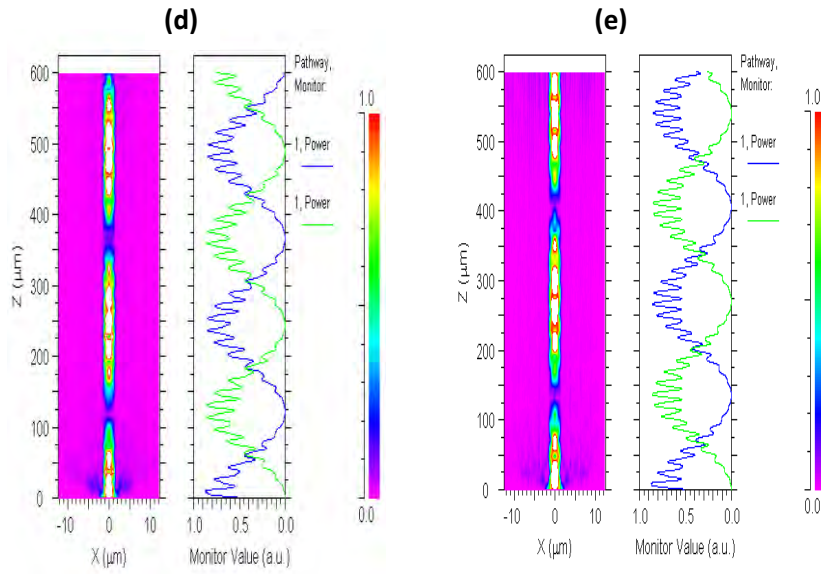 (d)
600
500
400
300
200
100
0
Z (µm)
-10 0 10
X (µm)
1.0 0.5 0.0
Monitor Value (a.u.)
Pathway,
Monitor:
1, Power
1, Power
1.0
0.0
(e)
600
500
400
300
200
100
0
Z (µm)
-10 0 10
X (µm)
1.0 0.5 0.0
Monitor Value (a.u.)
Pathway,
Monitor:
1, Power
1, Power
1.0
0.0